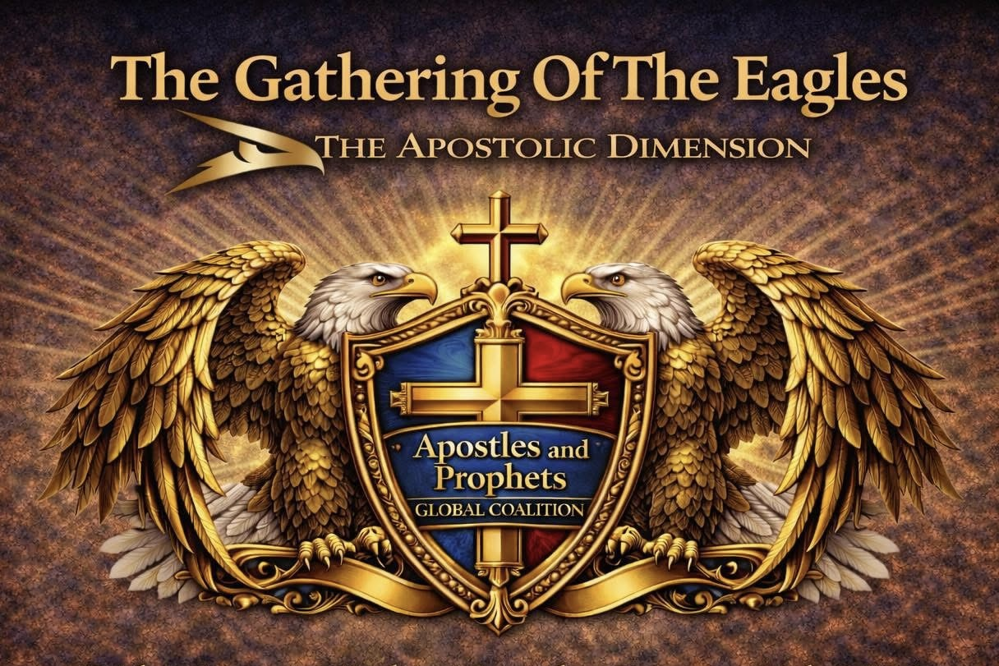 The Gathering Of The Eagles
THE APOSTOLIC DIMENSION
Apostles and
Prophets
GLOBAL COALITION